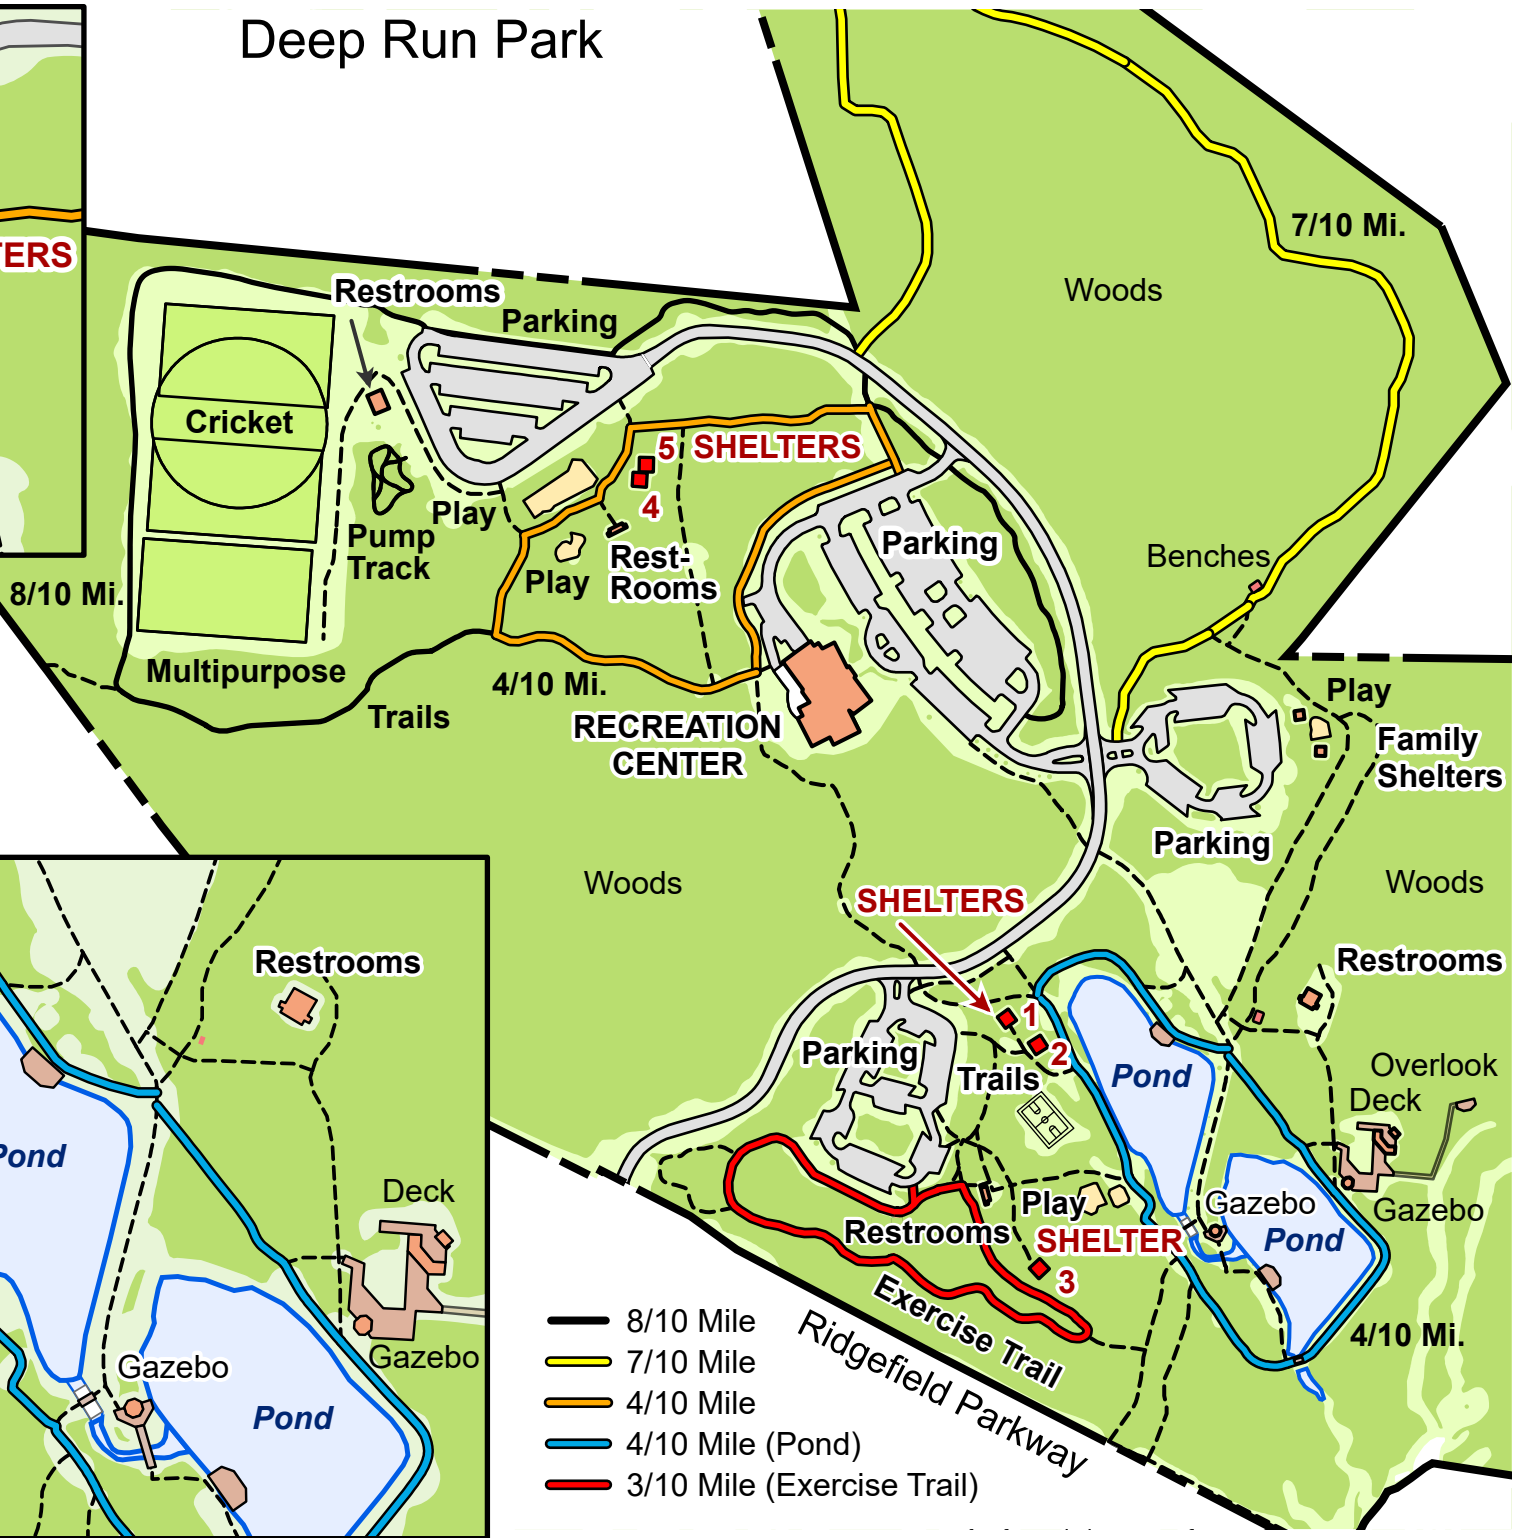 Deep Run Park
7/10 Mi.
TERS
Woods
Restrooms
Parking
Cricket
5 SHELTERS
4
Play
Pump
Track
Parking
Rest-
Rooms
Play
Benches
8/10 Mi.
Multipurpose
4/10 Mi.
Trails
RECREATION
CENTER
Play
Family
Shelters
Parking
Woods
Woods
SHELTERS
Restrooms
Restrooms
1
2
Parking
Trails
Pond
Overlook
Deck
Pond
Deck
Play
Gazebo
Gazebo
Restrooms
SHELTER
Pond
3
Exercise Trail
4/10 Mi.
Gazebo
Gazebo
Pond
Ridgefield Parkway
8/10 Mile
7/10 Mile
4/10 Mile
4/10 Mile (Pond)
3/10 Mile (Exercise Trail)